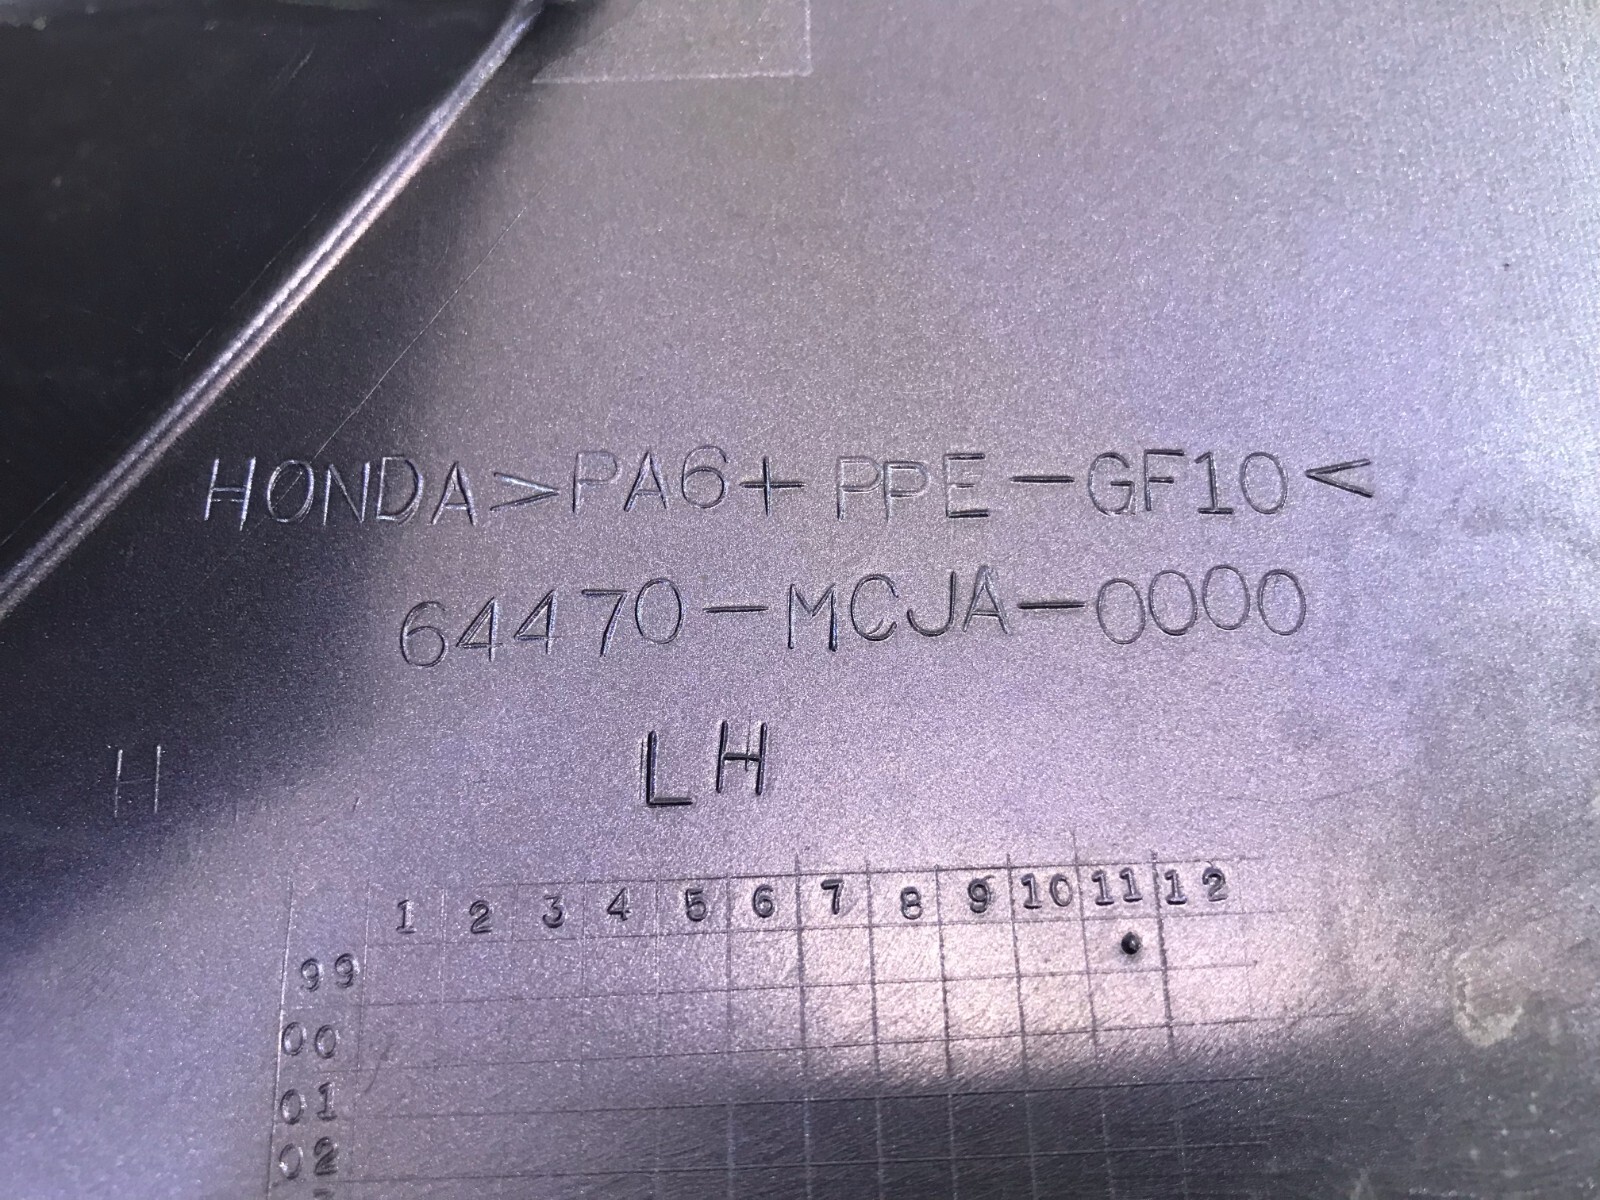 HONDA>PA6+PPE-GF10<
64470-MCJA-0000
H LH
1 2 3 4 5 6 7 8 9 10 11 12
99
00
01
02